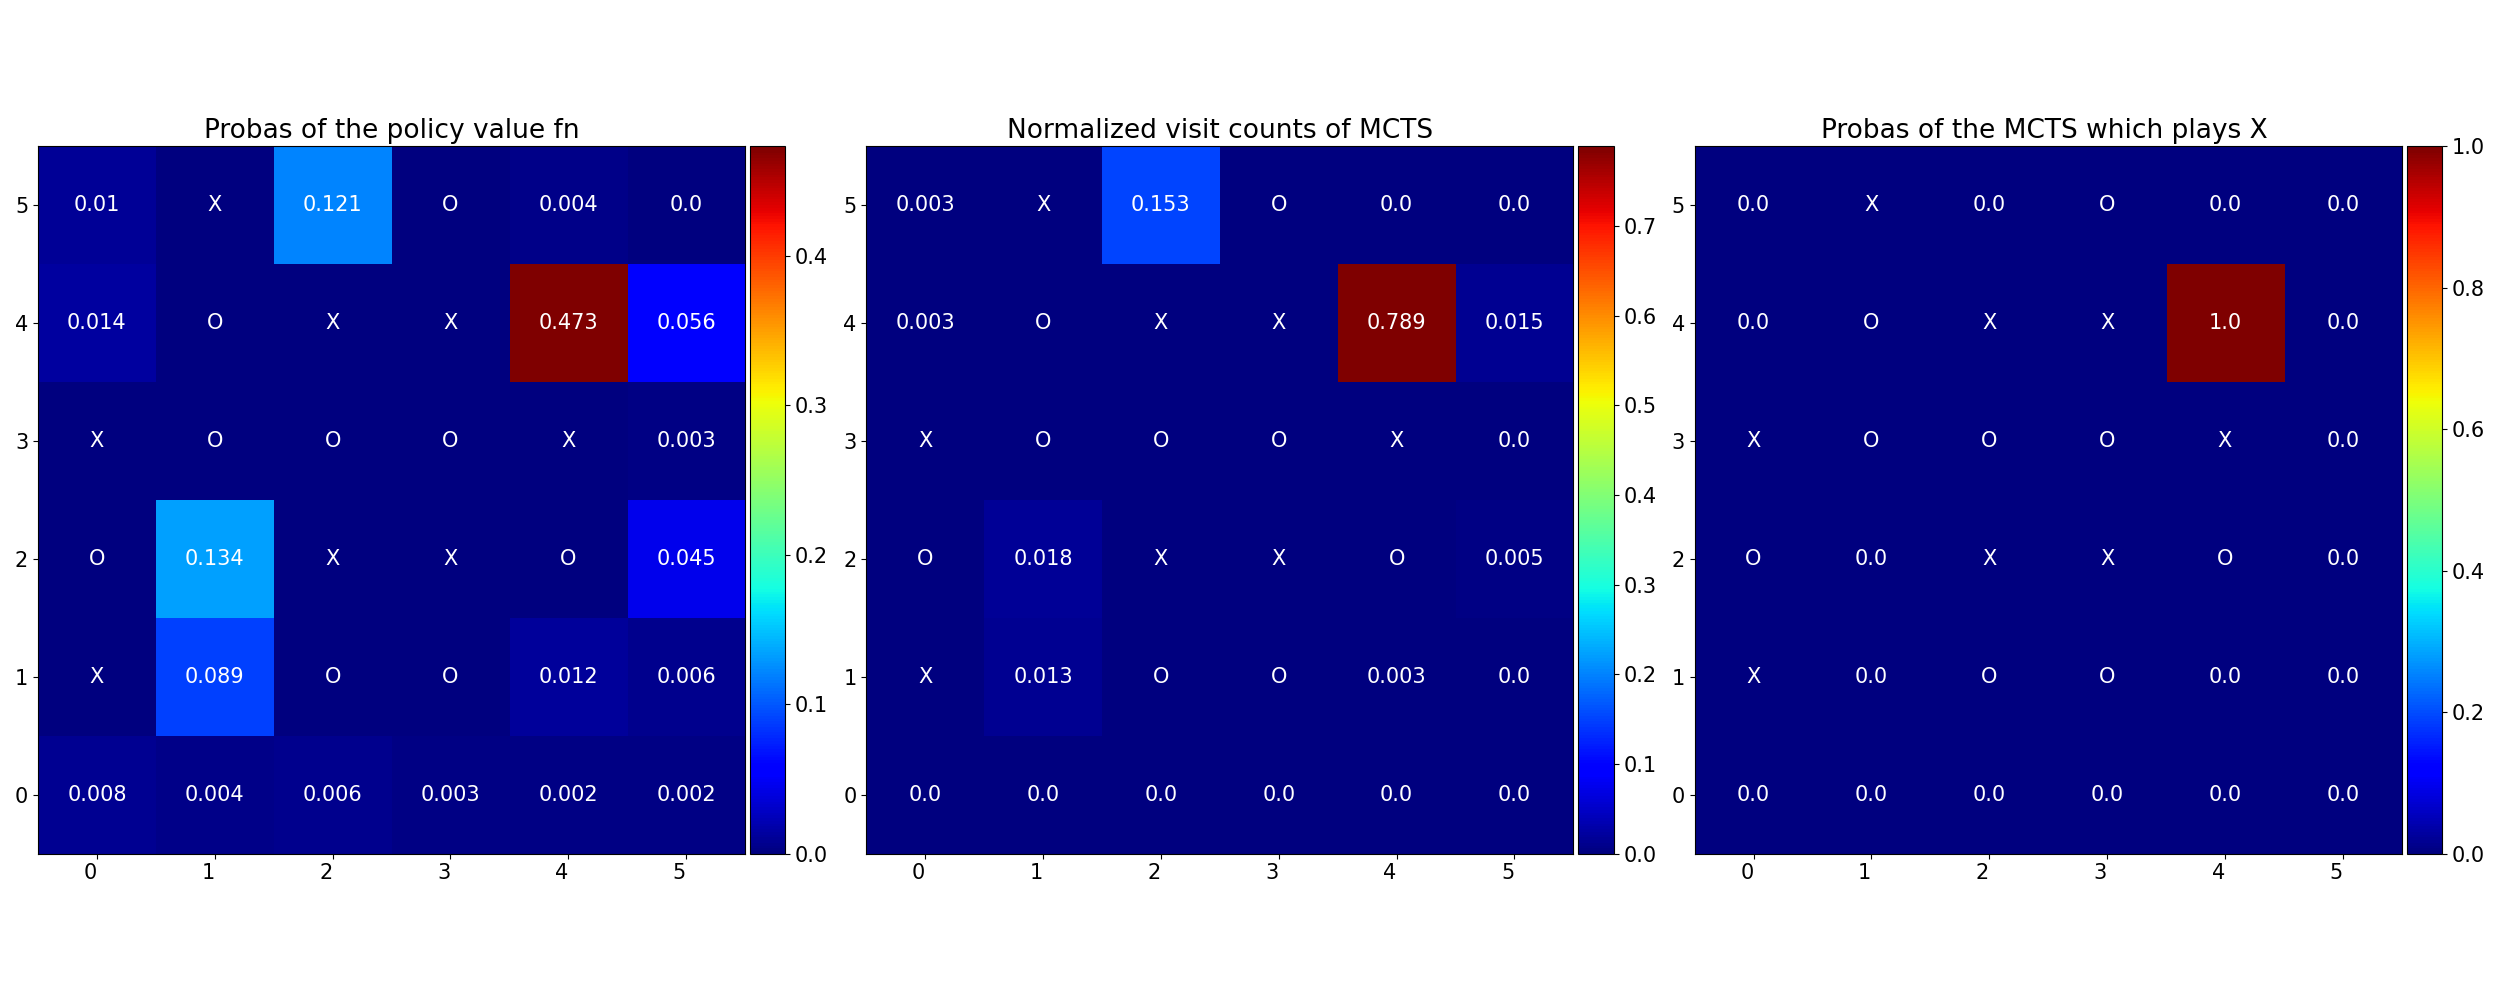 Probas of the policy value fn
5 0.01 X 0.121 O 0.004 0.0
4 0.014 O X X 0.473 0.056
3 X O O O X 0.003
2 O 0.134 X X O 0.045
1 X 0.089 O O 0.012 0.006
0 0.008 0.004 0.006 0.003 0.002 0.002
0 1 2 3 4 5
0.4
0.3
0.2
0.1
0.0
Normalized visit counts of MCTS
5 0.003 X 0.153 O 0.0 0.0
4 0.003 O X X 0.789 0.015
3 X O O O X 0.0
2 O 0.018 X X O 0.005
1 X 0.013 O O 0.003 0.0
0 0.0 0.0 0.0 0.0 0.0 0.0
0 1 2 3 4 5
0.7
0.6
0.5
0.4
0.3
0.2
0.1
0.0
Probas of the MCTS which plays X
5 0.0 X 0.0 O 0.0 0.0
4 0.0 O X X 1.0 0.0
3 X O O O X 0.0
2 O 0.0 X X O 0.0
1 X 0.0 O O 0.0 0.0
0 0.0 0.0 0.0 0.0 0.0 0.0
0 1 2 3 4 5
1.0
0.8
0.6
0.4
0.2
0.0